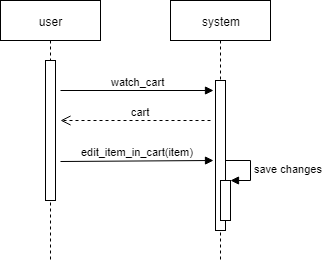 user
system
watch_cart
cart
edit_item_in_cart(item)
save changes